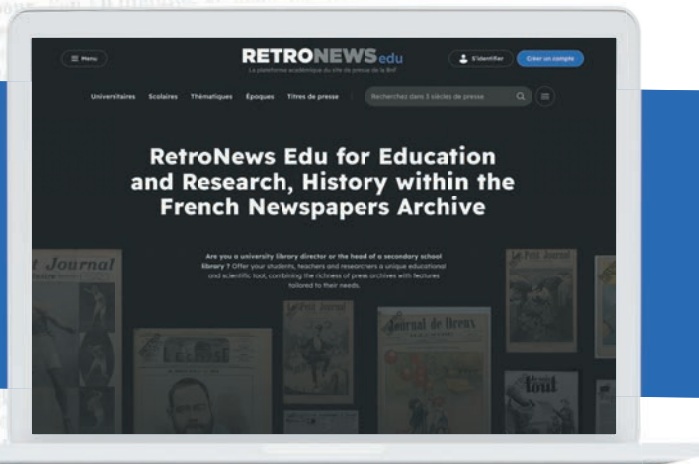 Menu
RETRONEWS edu
La plateforme académique du site de presse de la BnF
S'identifier
Créer un compte
Universitaires Scolaires Thématiques Époques Titres de presse
Recherchez dans 3 siècles de presse
RetroNews Edu for Education
and Research, History within the
French Newspapers Archive
Are you a university library director or the head of a secondary school
library ? Offer your students, teachers and researchers a unique educational
and scientific tool, combining the richness of press archives with features
tailored to their needs.
t Journal
Le Petit Journal
Le Petit Journal
Journal de Dreux
tout